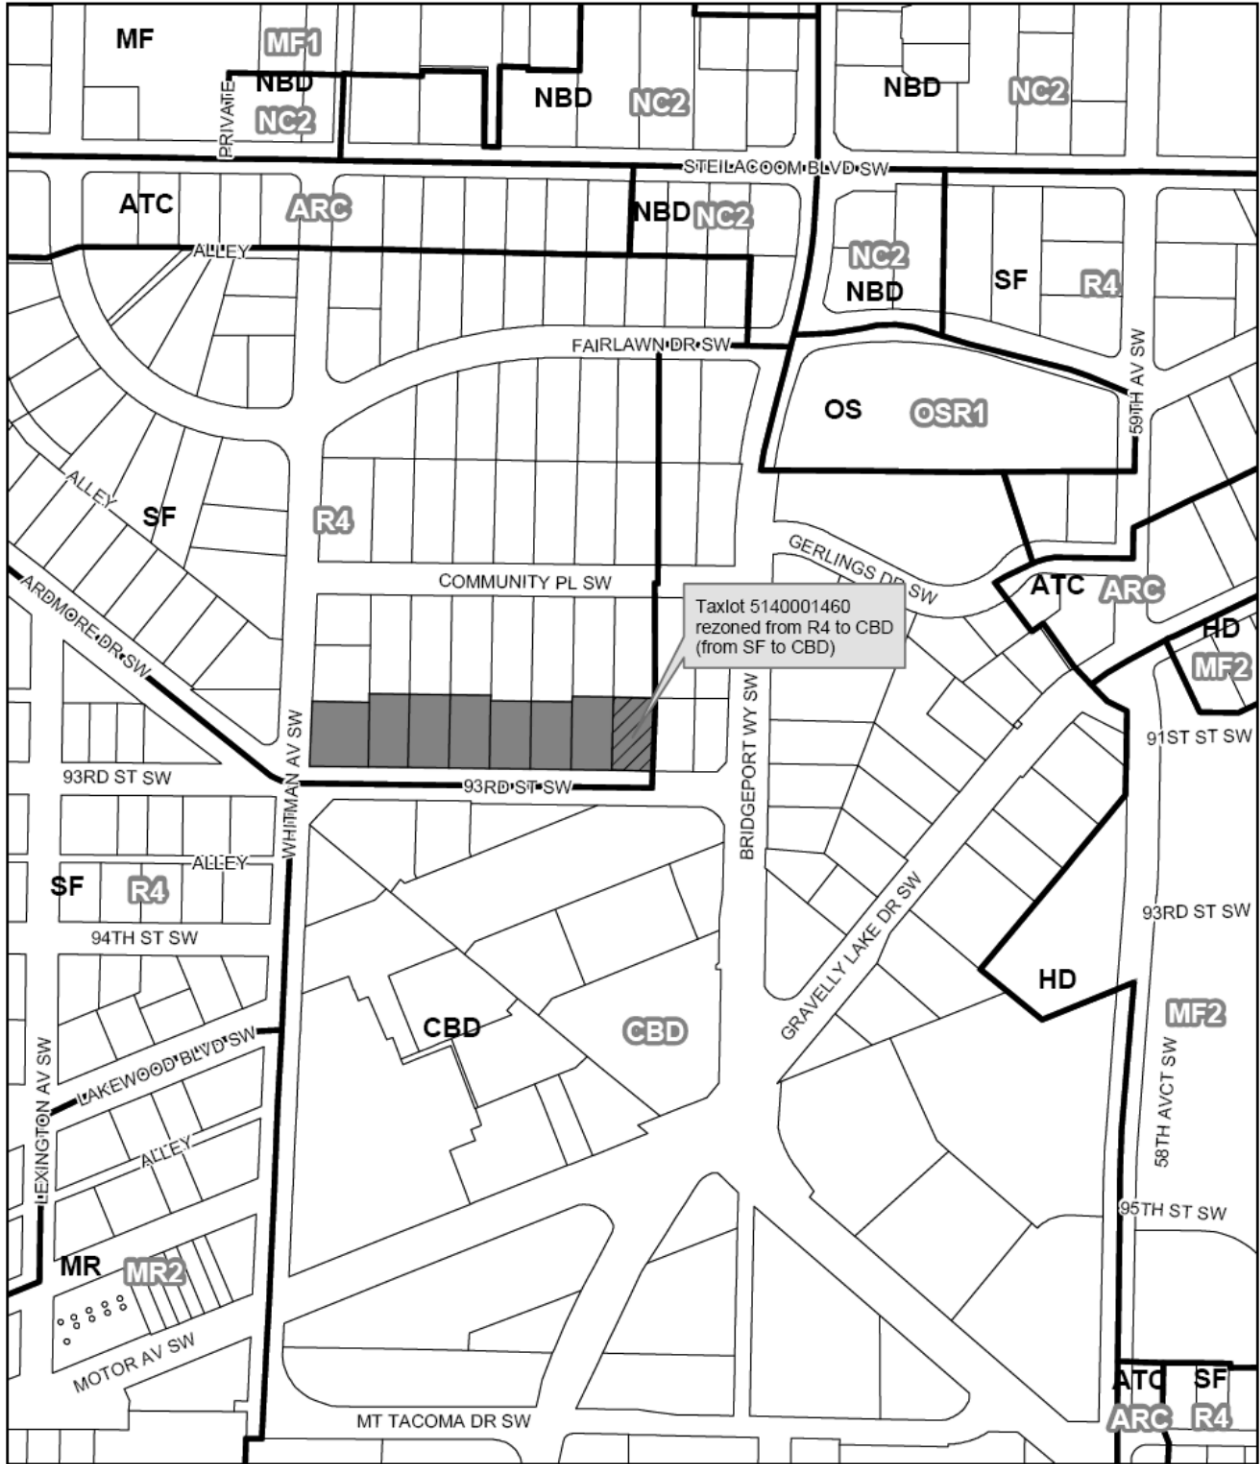 MF
MF1
NBD
NC2
PRIVATE
NBD
NC2
NBD
NC2
STEILACOOM BLVD SW
ATC
ARC
NBD
NC2
ALLEY
NC2
NBD
SF
R4
FAIRLAWN DR SW
59TH AV SW
OS
OSR1
ALLEY
SF
R4
GERLINGS DR SW
COMMUNITY PL SW
ARDMORE DR SW
ATC
ARC
Taxlot 5140001460
rezoned from R4 to CBD
(from SF to CBD)
HD
MF2
91ST ST SW
WHITMAN AV SW
BRIDGEPORT WY SW
93RD ST SW
93RD ST SW
ALLEY
SF
R4
94TH ST SW
GRAVELLY LAKE DR SW
93RD ST SW
HD
MF2
CBD
CBD
LAKEWOOD BLVD SW
LEXINGTON AV SW
ALLEY
58TH AVCT SW
95TH ST SW
MR
MR2
MOTOR AV SW
MT TACOMA DR SW
ATC
ARC
SF
R4